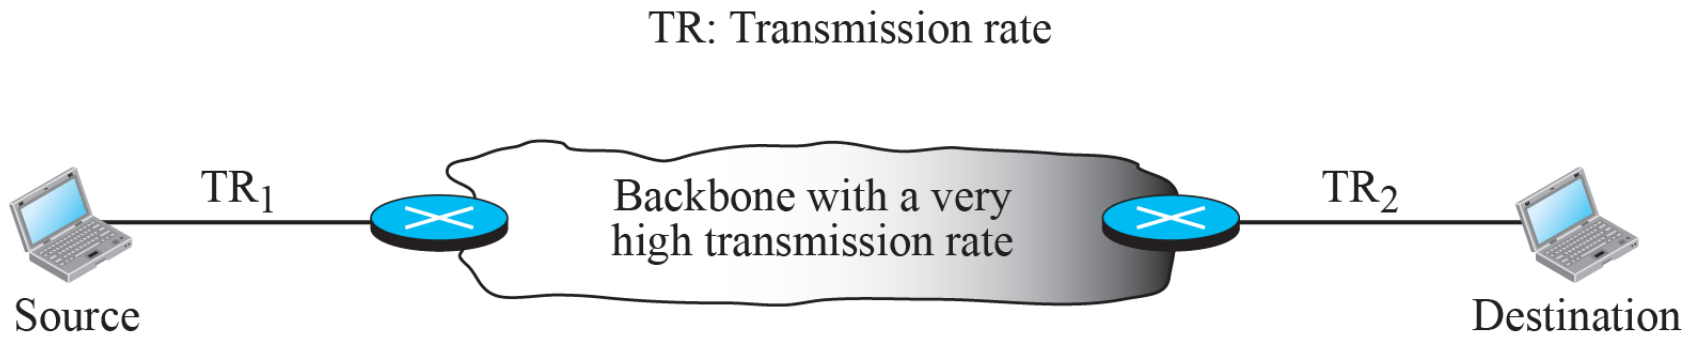 TR: Transmission rate
TR₁
Backbone with a very
high transmission rate
TR₂
Source
Destination